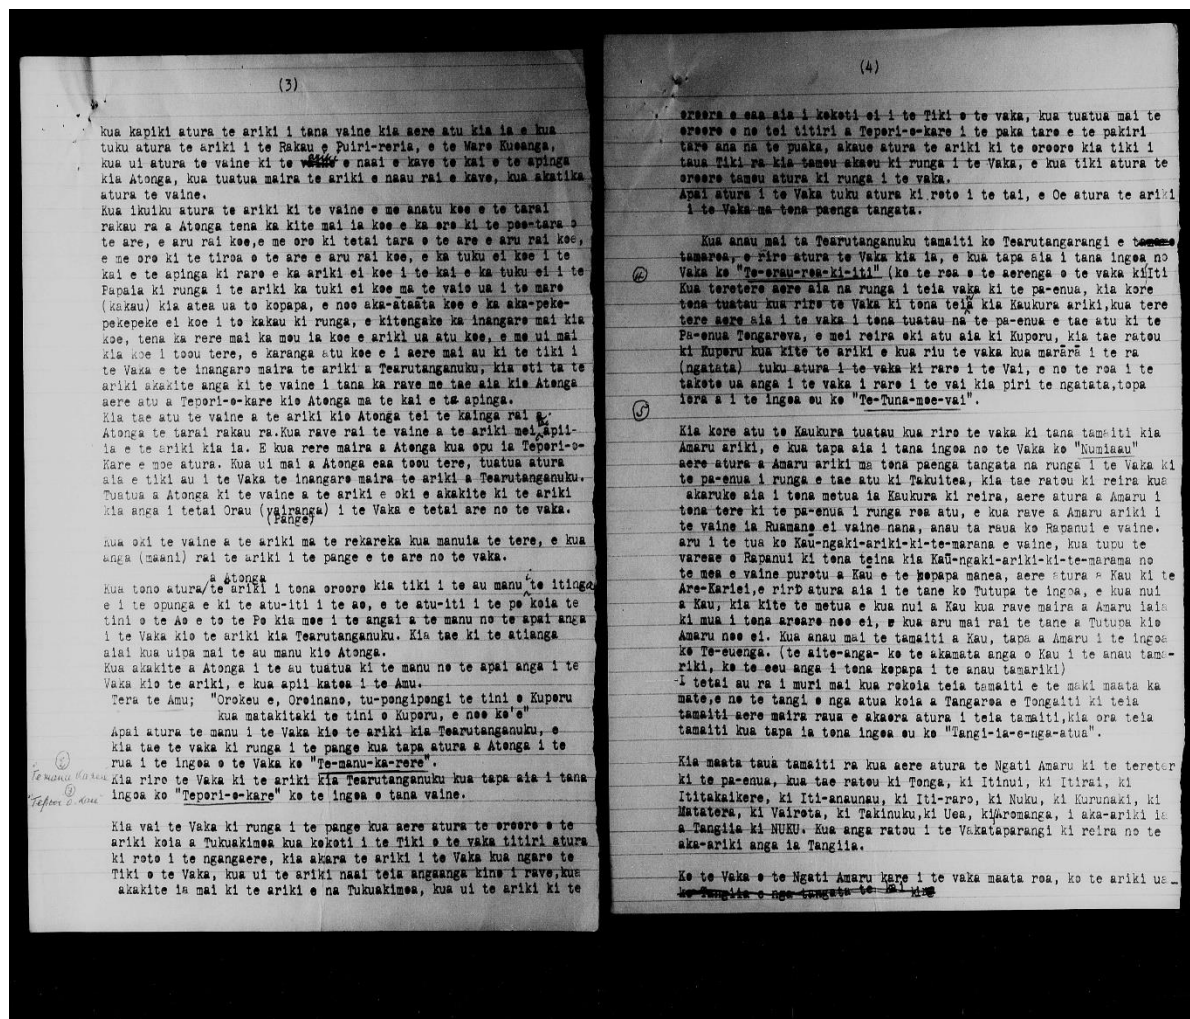 (3)
kua kapiki atura te ariki i tana vaine kia aere atu kia ia e kua
tuku atura te ariki i te Rakau e Puiri-reria, e te Maro Kueanga,
kua ui atura te vaine ki te ariki e naai e kave te kai e te apinga
kia Atonga, kua tuatua maira te ariki e naau rai e kave, kua akatika
atura te vaine.
Kua ikuiku atura te ariki ki te vaine e me anatu koe e te tarai
rakau ra a Atonga tena ka kite mai ia koe e ka oro ki te poe-tara o
te are, e aru rai koe,e me oro ki tetai tara o te are e aru rai koe,
e me oro ki te tiroa o te are e aru rai koe, e ka tuku ei koe i te
kai e te apinga ki raro e ka ariki ei koe i te kai e ka tuku ei i te
Papaia ki runga i te ariki ka tuki ei koe ma te vaio ua i to maro
(kakau) kia atea ua to kopapa, e noo aka-ātaāta koe e ka aka-peke-
pekepeke ei koe i to kakau ki runga, e kitengake ka inangaro mai kia
koe, tena ka rere mai ka mou ia koe e ariki ua atu koe, e me ui mai
kia koe i toou tere, e karanga atu koe e i aere mai au ki te tiki i
te Vaka e te inangaro maira te ariki a Tearutanganuku, kia oti ta te
ariki akakite anga ki te vaine i tana ka rave me tae aia kio Atonga
aere atu a Tepori-o-kare kio Atonga ma te kai e te apinga.
Kia tae atu te vaine a te ariki kio Atonga tei te kainga rai a
Atonga te tarai rakau ra.Kua rave rai te vaine a te ariki mei apii-
ia e te ariki kia ia. E kua rere maira a Atonga kua opu ia Tepori-o-
Kare e moe atura. Kua ui mai a Atonga eaa toou tere, tuatua atura
aia e tiki au i te Vaka te inangaro maira te ariki a Tearutanganuku.
Tuatua a Atonga ki te vaine a te ariki e oki e akakite ki te ariki
kia anga i tetai Orau (vairanga) i te Vaka e tetai are no te vaka.
(Pange)
Kua oki te vaine a te ariki ma te rekareka kua manuia te tere, e kua
anga (maani) rai te ariki i te pange e te are no te vaka.
a Atonga
Kua tono atura/te ariki i tona orooro kia tiki i te au manu i te itinga
e i te opunga e ki te atu-iti i te ao, e te atu-iti i te po koia te
tini o te Ao e to te Po kia moe i te angai a te manu no te apai anga
i te Vaka kio te ariki kia Tearutanganuku. Kia tae ki te atianga
aiai kua uipa mai te au manu kio Atonga.
Kua akakite a Atonga i te au tuatua ki te manu no te apai anga i te
Vaka kio te ariki, e kua apii katoa i te Amu.
Tera te Amu; "Orokeu e, Oroinano, tu-pongipongi te tini o Kuporu
kua matakitaki te tini o Kuporu, e noo ko'e"
Apai atura te manu i te Vaka kio te ariki kia Tearutanganuku, e
kia tae te vaka ki runga i te pange kua tapa atura a Atonga i te
rua i te ingoa o te Vaka ko "Te-manu-ka-rere".
Kia riro te Vaka ki te ariki kia Tearutanganuku kua tapa aia i tana
ingoa ko "Tepori-o-kare" ko te ingoa o tana vaine.
Kia vai te Vaka ki runga i te pange kua aere atura te orooro o te
ariki koia a Tukuakimoa kua kokoti i te Tiki o te vaka titiri atura
ki roto i te ngangaere, kia akara te ariki i te Vaka kua ngaro te
Tiki o te Vaka, kua ui te ariki naai teia angaanga kino i rave,kua
akakite ia mai ki te ariki e na Tukuakimoa, kua ui te ariki ki te
(4)
oroora e eaa aia i kokoti ei i te Tiki o te vaka, kua tuatua mai te
orooro e no tei titiri a Tepori-o-kare i te paka taro e te pakiri
taro ana na te puaka, akaue atura te ariki ki te orooro kia tiki i
taua Tiki ra kia tamou akaou ki runga i te Vaka, e kua tiki atura te
orooro tamou atura ki runga i te vaka.
Apai atura i te Vaka tuku atura ki roto i te tai, e Oe atura te ariki
i te Vaka ma tona paenga tangata.
Kua anau mai ta Tearutanganuku tamaiti ko Tearutangarangi e
tamaroa, e riro atura te Vaka kia ia, e kua tapa aia i tana ingoa no
(4) Vaka ko "Te-orau-roa-ki-iti" (ko te roa o te aerenga o te vaka ki Iti
Kua teretere aere aia na runga i teia vaka ki te pa-enua, kia kore
tona tuatau kua riro te Vaka ki tona teia kia Kaukura ariki,kua tere
tere aere aia i te vaka i tona tuatau na te pa-enua e tae atu ki te
Pa-enua Tongareva, e mei reira oki atu aia ki Kuporu, kia tae ratou
ki Kuporu kua kite te ariki e kua riu te vaka kua marārā i te ra
(ngatata) tuku atura i te vaka ki raro i te Vai, e no te roa i te
takoto ua anga i te vaka i raro i te vai kia piri te ngatata,topa
iora a i te ingoa ou ko "Te-Tuna-moe-vai".
(5)
Kia kore atu to Kaukura tuatau kua riro te vaka ki tana tamaiti kia
Amaru ariki, e kua tapa aia i tana ingoa no te Vaka ko "Numiaau"
aere atura a Amaru ariki ma tona paenga tangata na runga i te Vaka ki
te pa-enua i runga e tae atu ki Takuitea, kia tae ratou ki reira kua
akaruke aia i tona metua ia Kaukura ki reira, aere atura a Amaru i
tona tere ki te pa-enua i runga roa atu, e kua rave a Amaru ariki i
te vaine ia Ruamano ei vaine nana, anau ta raua ko Rapanui e vaine.
aru i te tua ko Kaū-ngaki-ariki-ki-te-marama e vaine, kua tupu te
vareae o Rapanui ki tona teina kia Kaū-ngaki-ariki-ki-te-marama no
te mea e vaine purotu a Kaū e te kopapa manea, aere atura a Kau ki te
Are-Kariei,e riro atura aia i te tane ko Tutupa te ingoa, e kua nui
a Kau, kia kite te metua e kua nui a Kau kua rave maira a Amaru iaia
ki mua i tona aroaro noo ei, e kua aru mai rai te tane a Tutupa kio
Amaru noo ei. Kua anau mai te tamaiti a Kau, tapa a Amaru i te ingoa
ko Te-euenga. (te aite-anga- ko te akamata anga o Kau i te anau tama-
riki, ko te oeu anga i tona kopapa i te anau tamariki)
-I tetai au ra i muri mai kua rokoia teia tamaiti e te maki maata ka
mate,e no te tangi o nga atua koia a Tangaroa e Tongaiti ki teia
tamaiti aere maira raua e akaora atura i teia tamaiti,kia ora teia
tamaiti kua tapa ia tona ingoa ou ko "Tangi-ia-e-nga-atua".
Kia maata taua tamaiti ra kua aere atura te Ngati Amaru ki te tereter
ki te pa-enua, kua tae ratou ki Tonga, ki Itinui, ki Itirai, ki
Ititakaikere, ki Iti-anaunau, ki Iti-raro, ki Nuku, ki Kurunaki, ki
Matatera, ki Vairota, ki Takinuku,ki Uea, ki/Aromanga, i aka-ariki ia
a Tangiia ki NUKU. Kua anga ratou i te Vakataparangi ki reira no te
aka-ariki anga ia Tangiia.
Ko te Vaka o te Ngati Amaru kare i te vaka maata roa, ko te ariki ua
ko Tangiia e nga tangata te kai